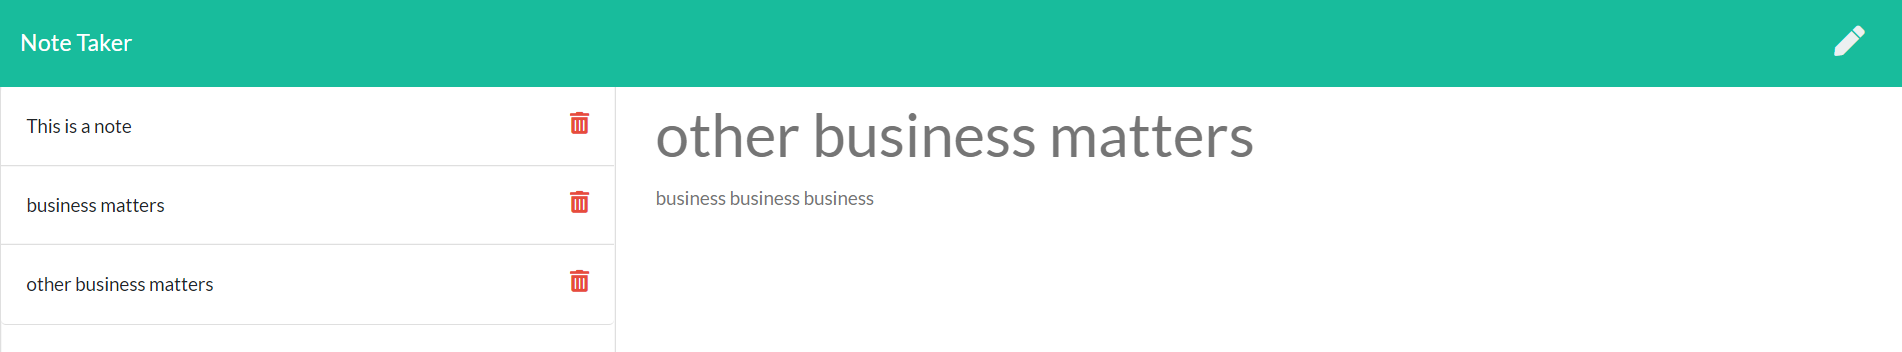 Note Taker
This is a note
business matters
other business matters
other business matters
business business business